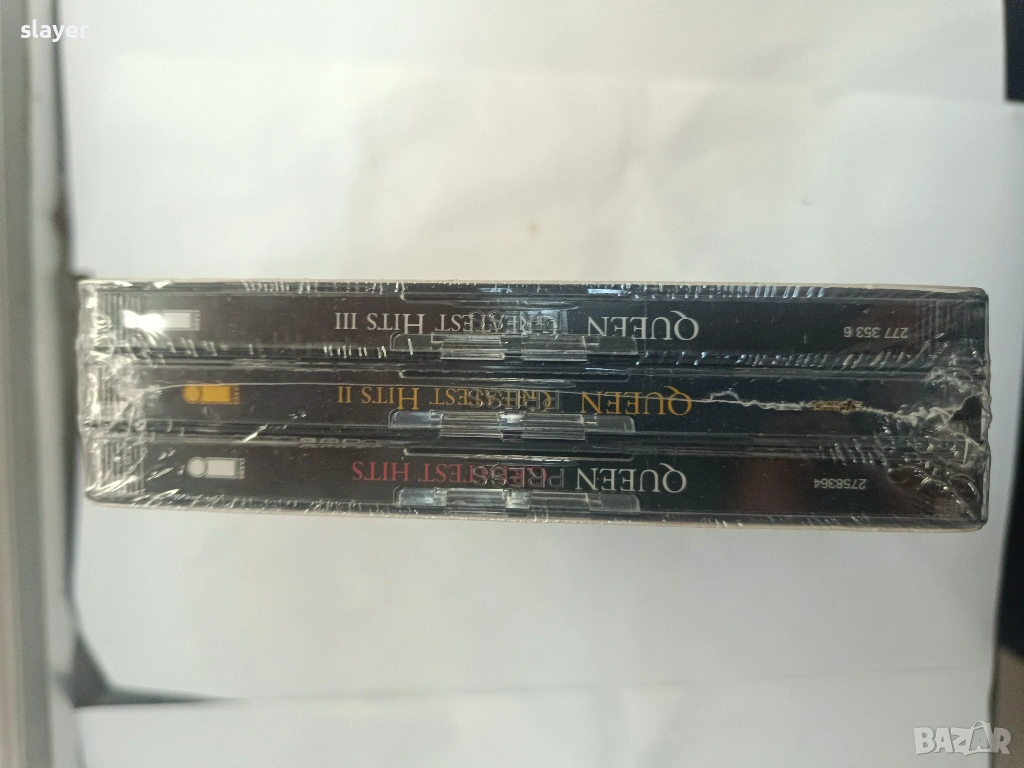 slayer
QUEEN GREATEST HITS III 277 353 6
QUEEN GREATEST HITS II
QUEEN GREATEST HITS 2758364
BAZAR